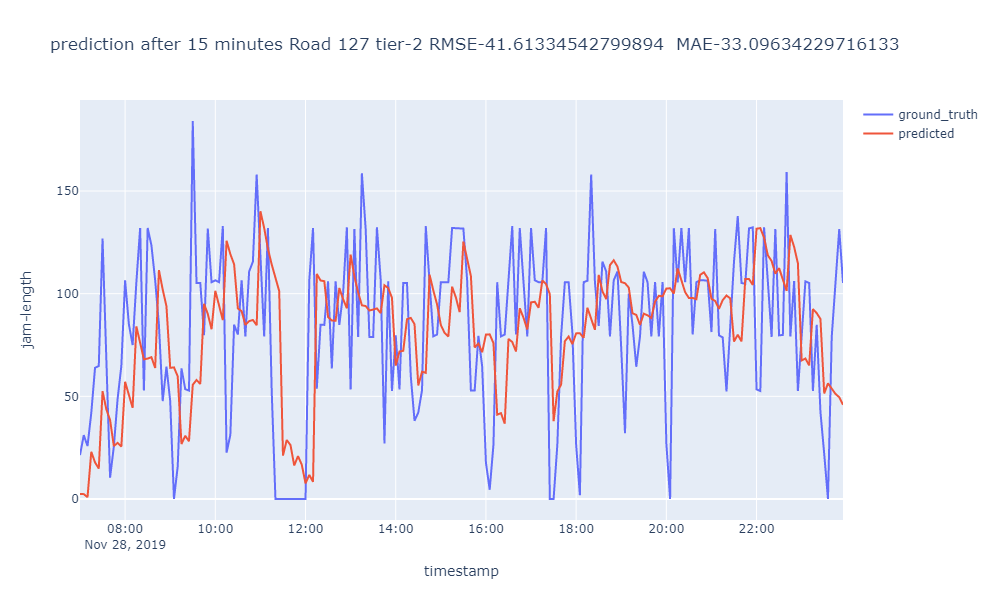 prediction after 15 minutes Road 127 tier-2 RMSE-41.61334542799894  MAE-33.09634229716133
ground_truth
predicted
jam-length
150
100
50
0
08:00 10:00 12:00 14:00 16:00 18:00 20:00 22:00
Nov 28, 2019
timestamp